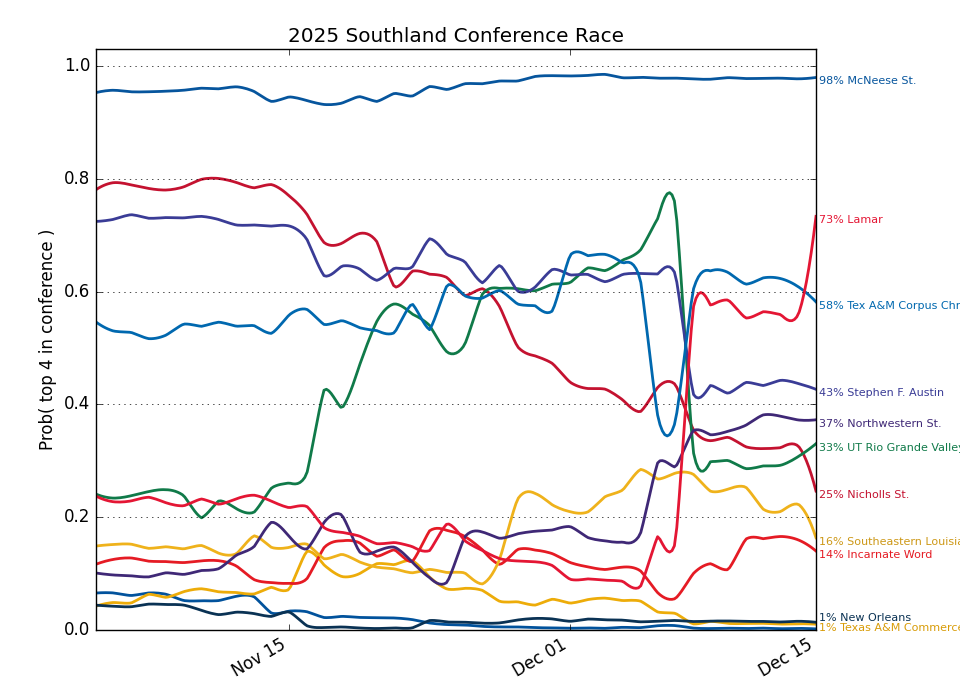 2025 Southland Conference Race
Prob( top 4 in conference )
1.0
0.8
0.6
0.4
0.2
0.0
Nov 15
Dec 01
Dec 15
98% McNeese St.
73% Lamar
58% Tex A&M Corpus Chr
43% Stephen F. Austin
37% Northwestern St.
33% UT Rio Grande Valley
25% Nicholls St.
16% Southeastern Louisia
14% Incarnate Word
1% New Orleans
1% Texas A&M Commerce